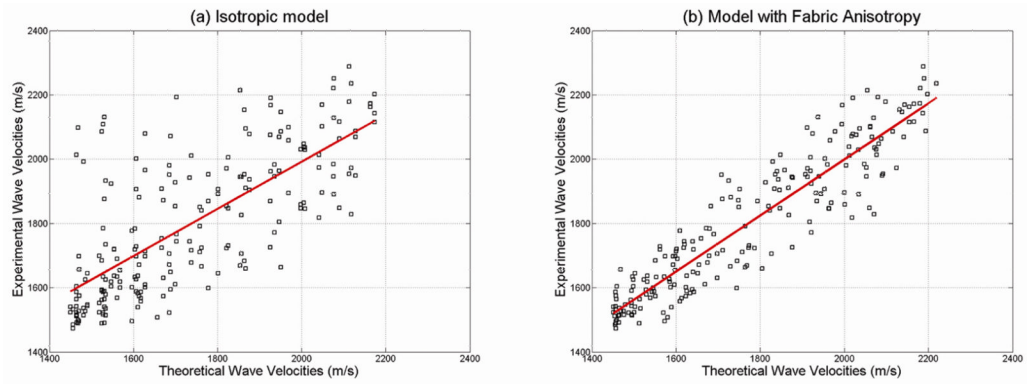 (a) Isotropic model
Experimental Wave Velocities (m/s)
2400
2200
2000
1800
1600
1400
1400 1600 1800 2000 2200 2400
Theoretical Wave Velocities (m/s)
(b) Model with Fabric Anisotropy
Experimental Wave Velocities (m/s)
2400
2200
2000
1800
1600
1400
1400 1600 1800 2000 2200 2400
Theoretical Wave Velocities (m/s)